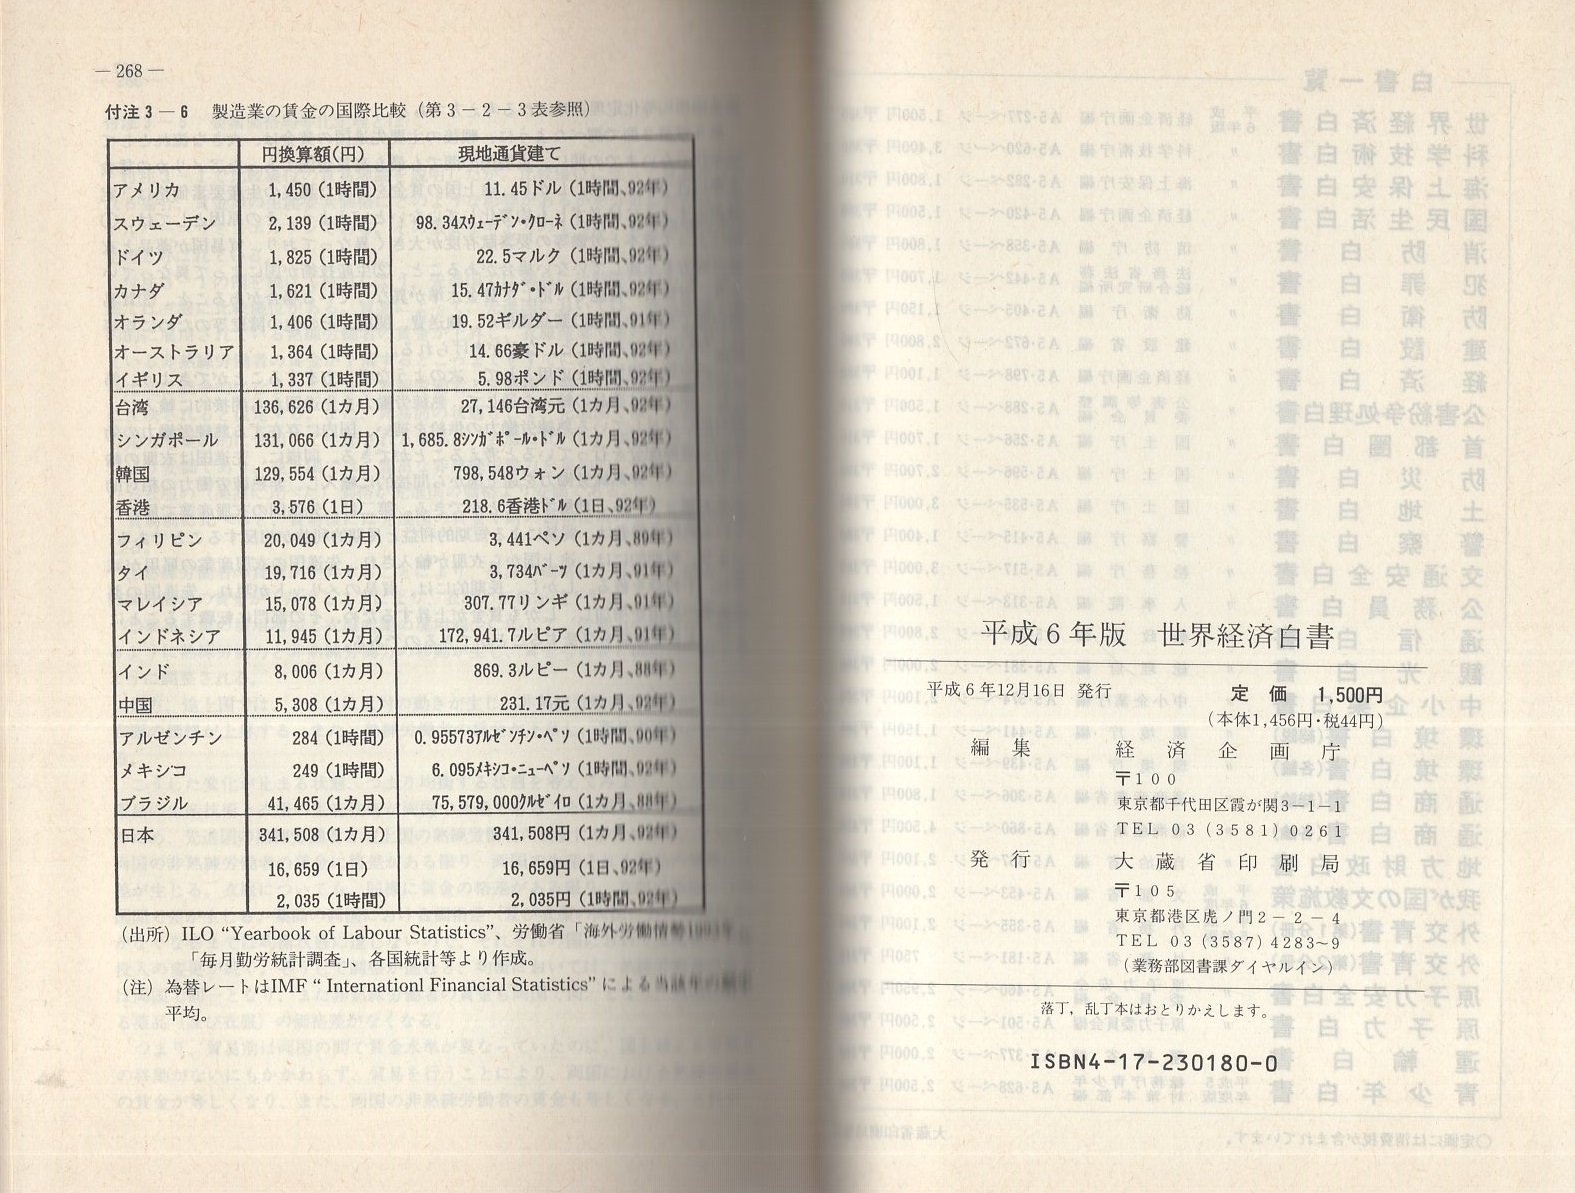 ― 268 ―
付注3―6 製造業の賃金の国際比較(第3-2-3表参照)
円換算額(円) 現地通貨建て
アメリカ 1,450(1時間) 11.45ドル(1時間、92年)
スウェーデン 2,139(1時間) 98.34スウェーデン・クローネ(1時間、92年)
ドイツ 1,825(1時間) 22.5マルク(1時間、92年)
カナダ 1,621(1時間) 15.47カナダ・ドル(1時間、92年)
オランダ 1,406(1時間) 19.52ギルダー(1時間、91年)
オーストラリア 1,364(1時間) 14.66豪ドル(1時間、92年)
イギリス 1,337(1時間) 5.98ポンド(1時間、92年)
台湾 136,626(1カ月) 27,146台湾元(1カ月、92年)
シンガポール 131,066(1カ月) 1,685.8シンガポール・ドル(1カ月、92年)
韓国 129,554(1カ月) 798,548ウォン(1カ月、92年)
香港 3,576(1日) 218.6香港ドル(1日、92年)
フィリピン 20,049(1カ月) 3,441ペソ(1カ月、89年)
タイ 19,716(1カ月) 3,734バーツ(1カ月、91年)
マレイシア 15,078(1カ月) 307.77リンギ(1カ月、91年)
インドネシア 11,945(1カ月) 172,941.7ルピア(1カ月、91年)
インド 8,006(1カ月) 869.3ルピー(1カ月、88年)
中国 5,308(1カ月) 231.17元(1カ月、92年)
アルゼンチン 284(1時間) 0.955737アルゼンチン・ペソ(1時間、90年)
メキシコ 249(1時間) 6.095メキシコ・ニューペソ(1時間、92年)
ブラジル 41,465(1カ月) 75,579,000クルゼイロ(1カ月、88年)
日本 341,508(1カ月) 341,508円(1カ月、92年)
16,659(1日) 16,659円(1日、92年)
2,035(1時間) 2,035円(1時間、92年)
(出所) ILO “Yearbook of Labour Statistics”、労働省「海外労働情勢1993年
「毎月勤労統計調査」、各国統計等より作成。
(注) 為替レートはIMF “ Internationl Financial Statistics” による当該年の
平均。
平成6年版 世界経済白書
平成6年12月16日 発行
定価 1,500円
(本体1,456円・税44円)
編集 経済企画庁
〒100
東京都千代田区霞が関3-1-1
TEL 03(3581)0261
発行 大蔵省印刷局
〒105
東京都港区虎ノ門2-2-4
TEL 03(3587)4283~9
(業務部図書課ダイヤルイン)
落丁,乱丁本はおとりかえします。
ISBN4-17-230180-0